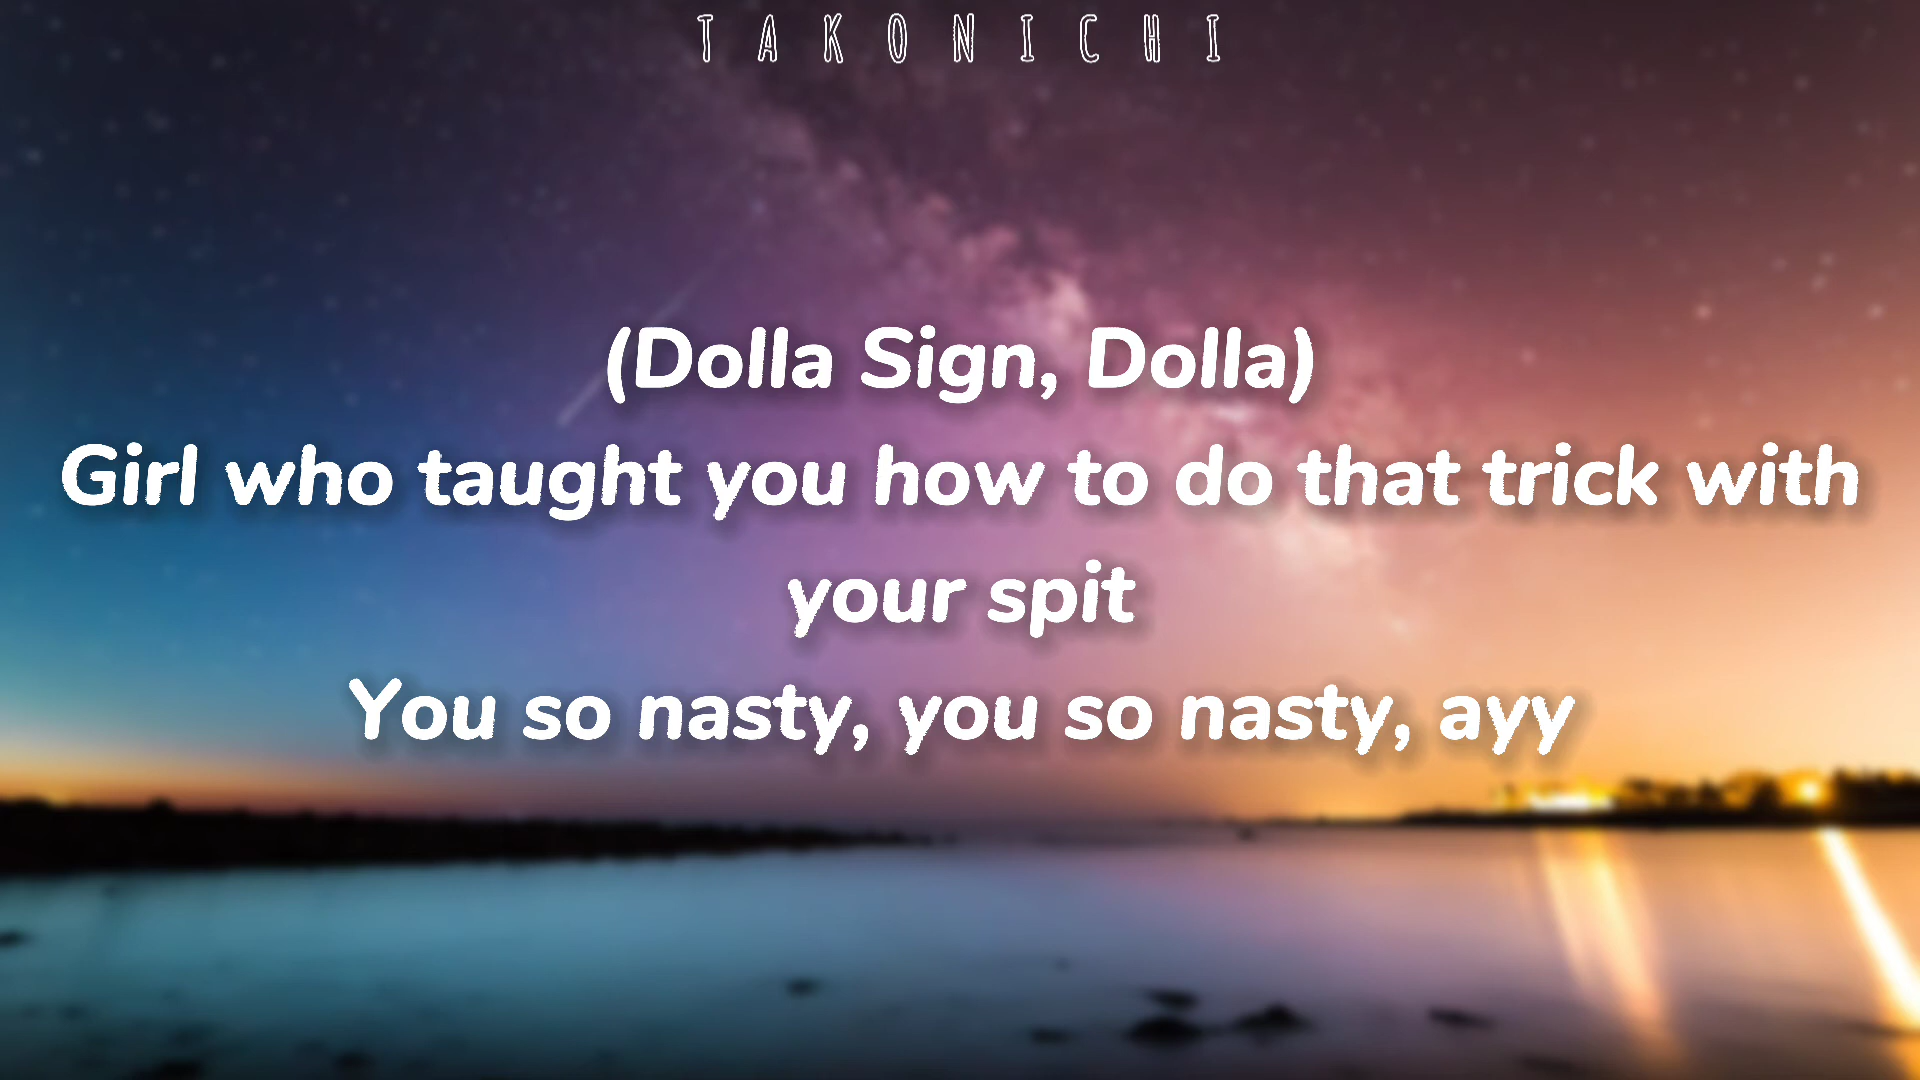 TAKONICHI
(Dolla Sign, Dolla)
Girl who taught you how to do that trick with
your spit
You so nasty, you so nasty, ayy